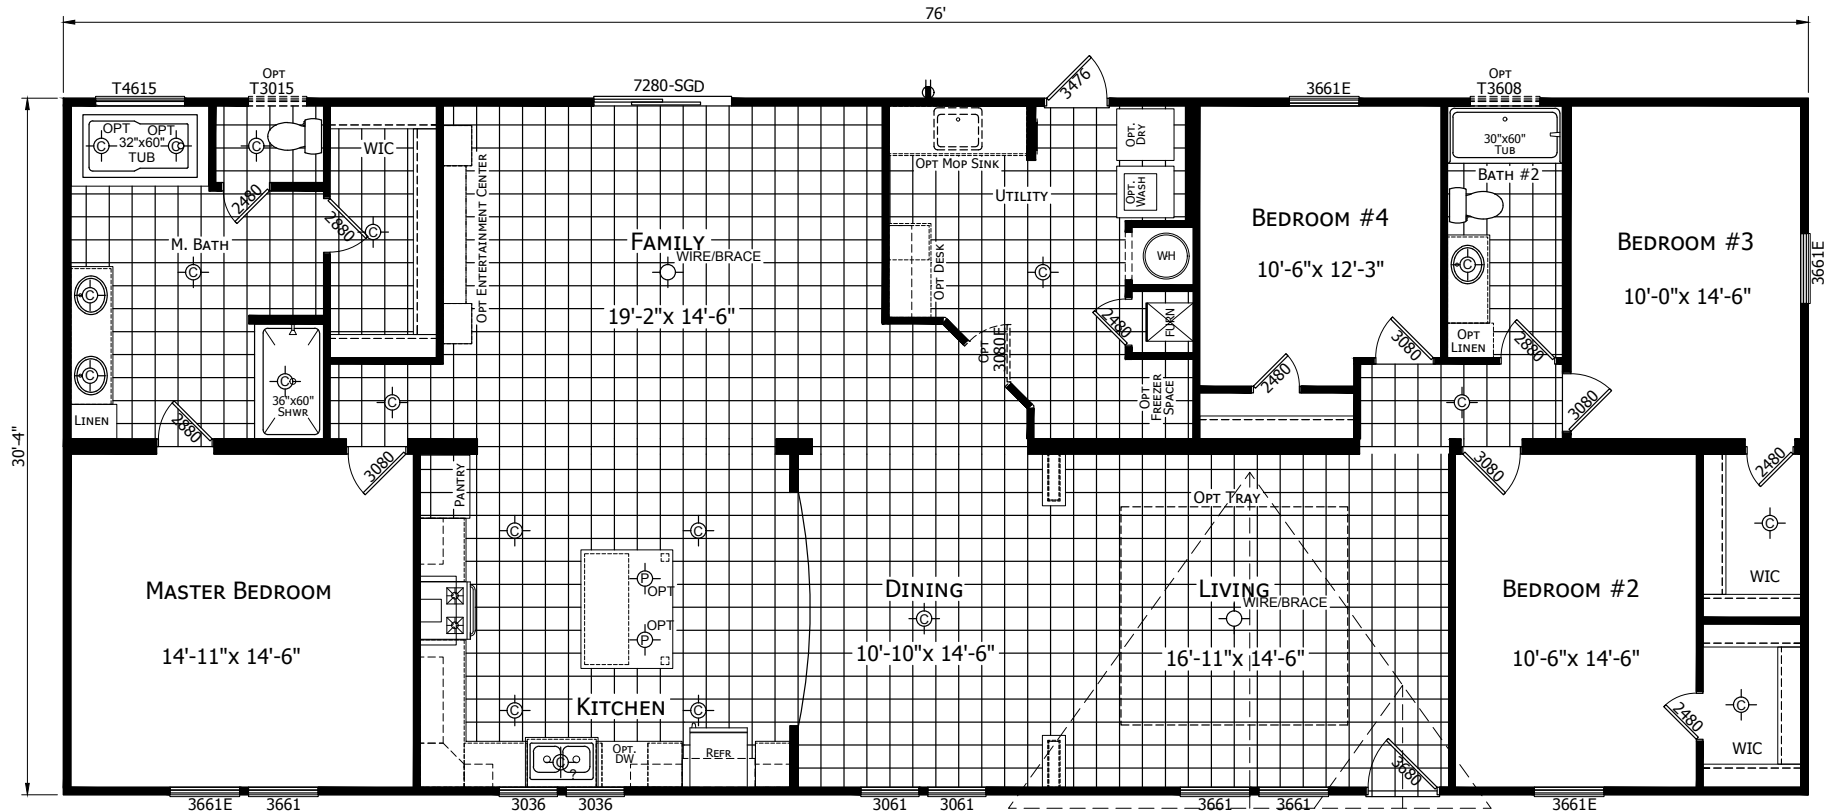 76'
30'-4"
T4615
OPT
T3015
7280-SGD
3476
3661E
OPT
T3608
OPT
OPT
C
C
32"x60"
TUB
C
2480
WIC
2880
C
M. BATH
C
C
C
LINEN
2880
C
36"x60"
SHWR
C
3080
OPT ENTERTAINMENT CENTER
FAMILY
WIRE/BRACE
19'-2"x 14'-6"
OPT MOP SINK
UTILITY
OPT DESK
OPT
3080E
C
OPT.
DRY
OPT.
WASH
WH
2480
FURN
OPT
FREEZER
SPACE
BEDROOM #4
10'-6"x 12'-3"
2480
3080
30"x60"
TUB
BATH #2
C
OPT
LINEN
2880
C
3080
BEDROOM #3
10'-0"x 14'-6"
3661E
2480
C
WIC
MASTER BEDROOM
14'-11"x 14'-6"
PANTRY
C
C
P
OPT
OPT
P
KITCHEN
C
C
C
?
OPT.
DW
REFR
DINING
C
10'-10"x 14'-6"
OPT TRAY
LIVING
WIRE/BRACE
16'-11"x 14'-6"
3680
3080
BEDROOM #2
10'-6"x 14'-6"
2480
C
WIC
3661E
3661
3036
3036
3061
3061
3661
3661
3661E